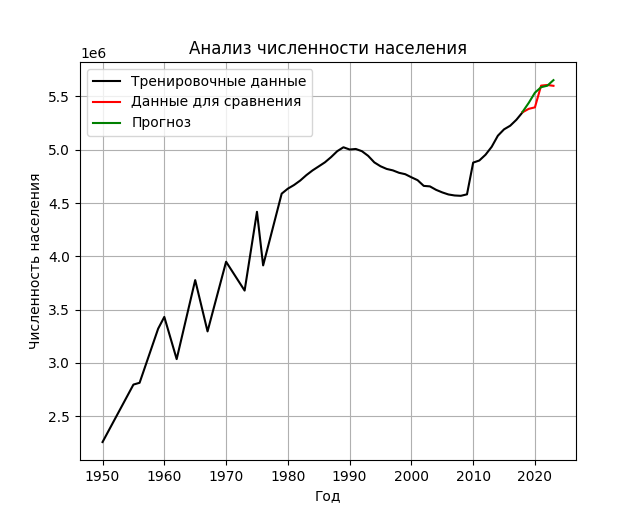 Анализ численности населения
1e6
Тренировочные данные
Данные для сравнения
Прогноз
5.5
5.0
4.5
4.0
3.5
3.0
2.5
Численность населения
1950 1960 1970 1980 1990 2000 2010 2020
Год